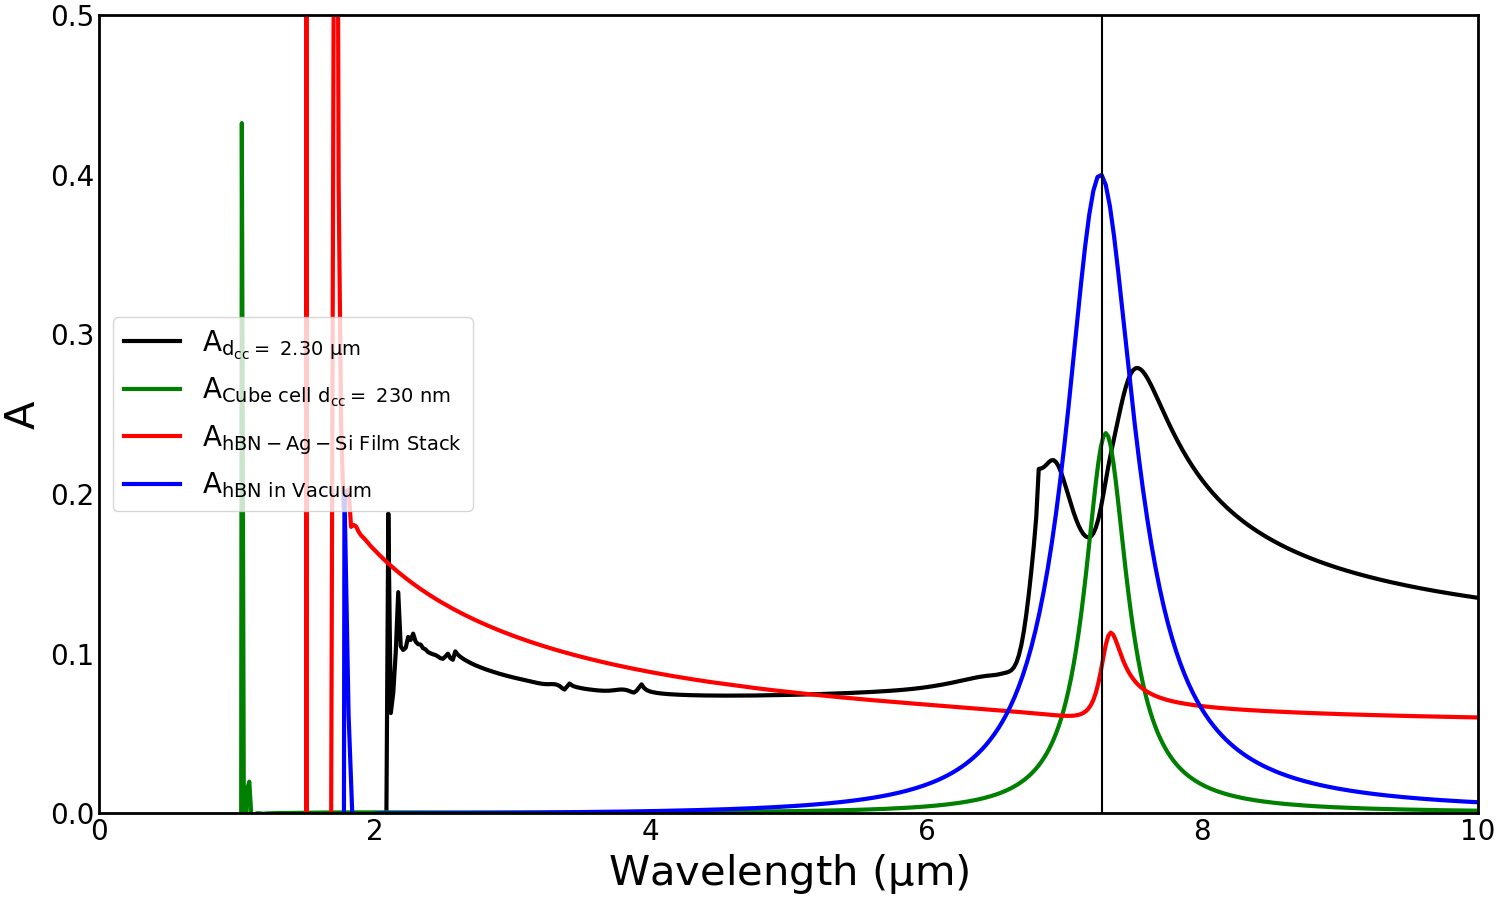 0.5
0.4
0.3
0.2
0.1
0.0
A
A_{d_{cc} = 2.30 μm}
A_{Cube cell d_{cc} = 230 nm}
A_{hBN − Ag − Si Film Stack}
A_{hBN in Vacuum}
0 2 4 6 8 10
Wavelength (μm)